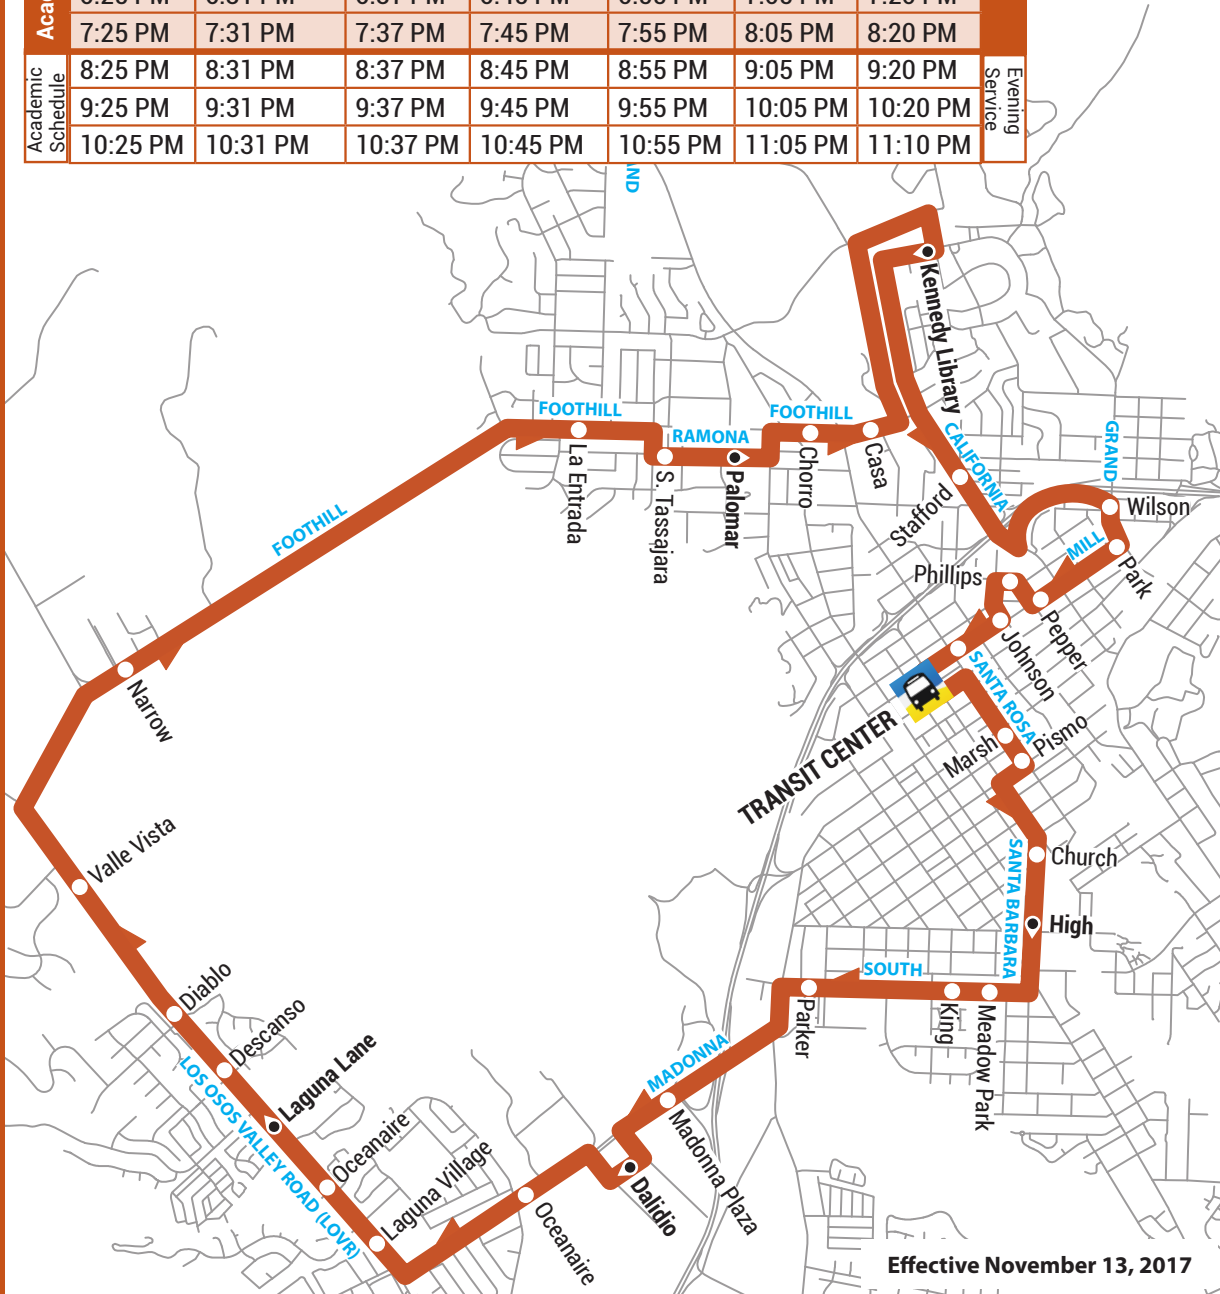 Acad
7:25 PM 7:31 PM 7:37 PM 7:45 PM 7:55 PM 8:05 PM 8:20 PM
Academic Schedule
8:25 PM 8:31 PM 8:37 PM 8:45 PM 8:55 PM 9:05 PM 9:20 PM
9:25 PM 9:31 PM 9:37 PM 9:45 PM 9:55 PM 10:05 PM 10:20 PM
10:25 PM 10:31 PM 10:37 PM 10:45 PM 10:55 PM 11:05 PM 11:10 PM
Evening Service
AND
Kennedy Library
FOOTHILL
La Entrada
RAMONA
S. Tassajara
Palomar
FOOTHILL
Chorro
Casa
CALIFORNIA
Stafford
GRAND
Wilson
MILL
Park
Phillips
Pepper
Johnson
SANTA ROSA
TRANSIT CENTER
Marsh
Pismo
FOOTHILL
Narrow
Valle Vista
Church
SANTA BARBARA
High
SOUTH
Parker
King
Meadow Park
MADONNA
Madonna Plaza
Dalidio
Oceanaire
Diablo
Descanso
Laguna Lane
Oceanaire
Laguna Village
LOS OSOS VALLEY ROAD (LOVR)
Effective November 13, 2017